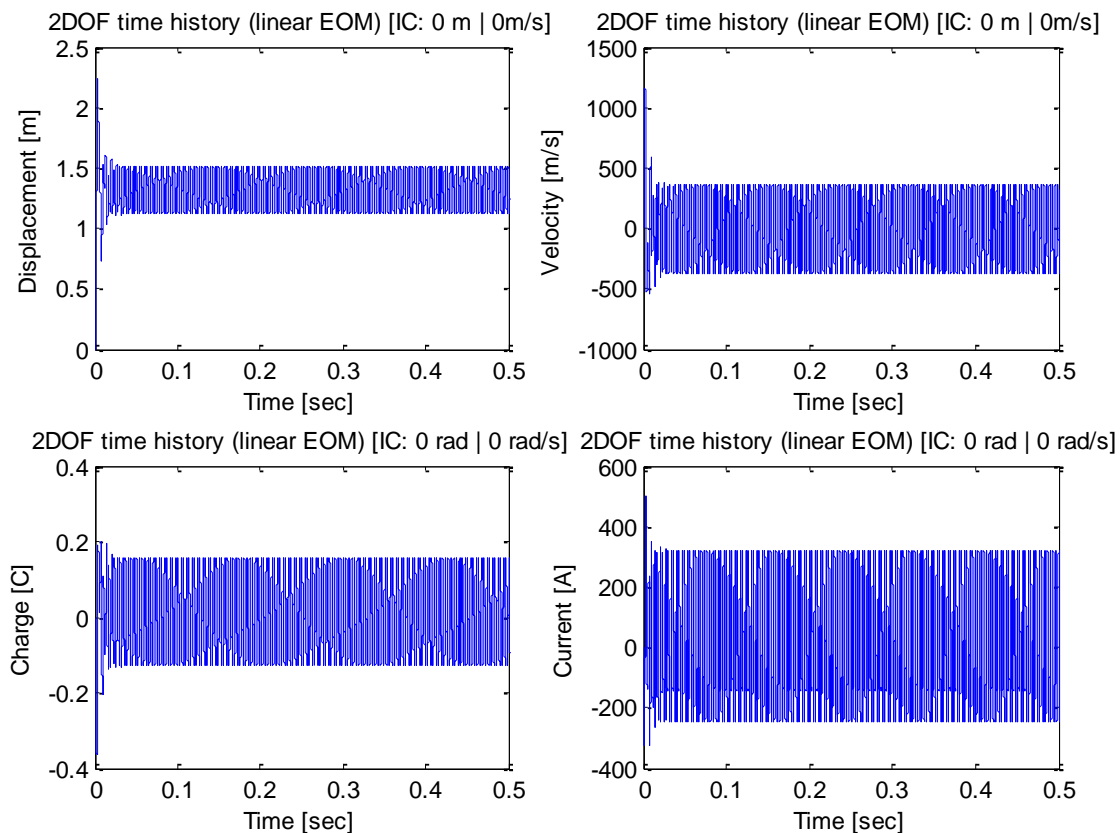 2DOF time history (linear EOM) [IC: 0 m | 0m/s]
2.5
2
1.5
1
0.5
0
Displacement [m]
0 0.1 0.2 0.3 0.4 0.5
Time [sec]
2DOF time history (linear EOM) [IC: 0 m | 0m/s]
1500
1000
500
0
-500
-1000
Velocity [m/s]
0 0.1 0.2 0.3 0.4 0.5
Time [sec]
2DOF time history (linear EOM) [IC: 0 rad | 0 rad/s]
0.4
0.2
0
-0.2
-0.4
Charge [C]
0 0.1 0.2 0.3 0.4 0.5
Time [sec]
2DOF time history (linear EOM) [IC: 0 rad | 0 rad/s]
600
400
200
0
-200
-400
Current [A]
0 0.1 0.2 0.3 0.4 0.5
Time [sec]